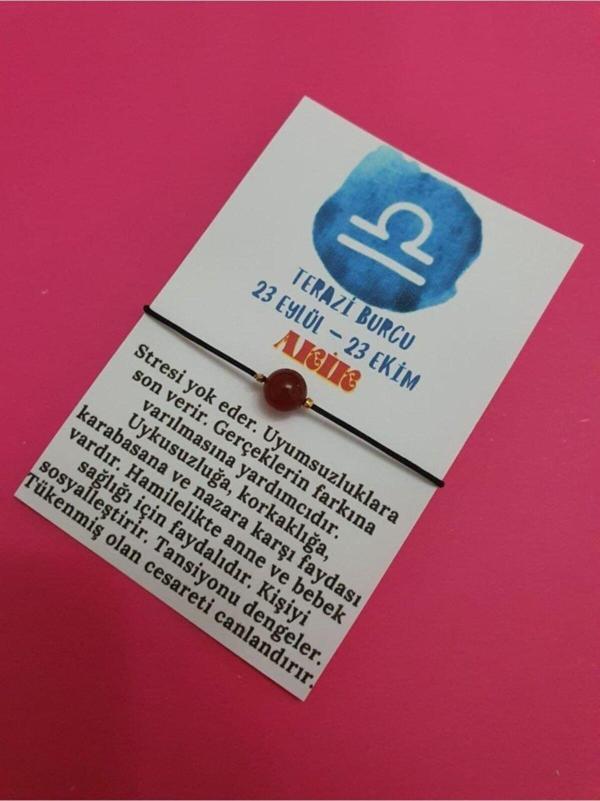 TERAZİ BURCU
23 EYLÜL – 23 EKİM
AKİK
Stresi yok eder. Uyumsuzluklara
son verir. Gerçeklerin farkına
varılmasına yardımcıdır.
Uykusuzluğa, korkaklığa,
karabasana ve nazara karşı faydası
vardır. Hamilelikte anne ve bebek
sağlığı için faydalıdır. Kişiyi
sosyalleştirir. Tansiyonu dengeler.
Tükenmiş olan cesareti canlandırır.